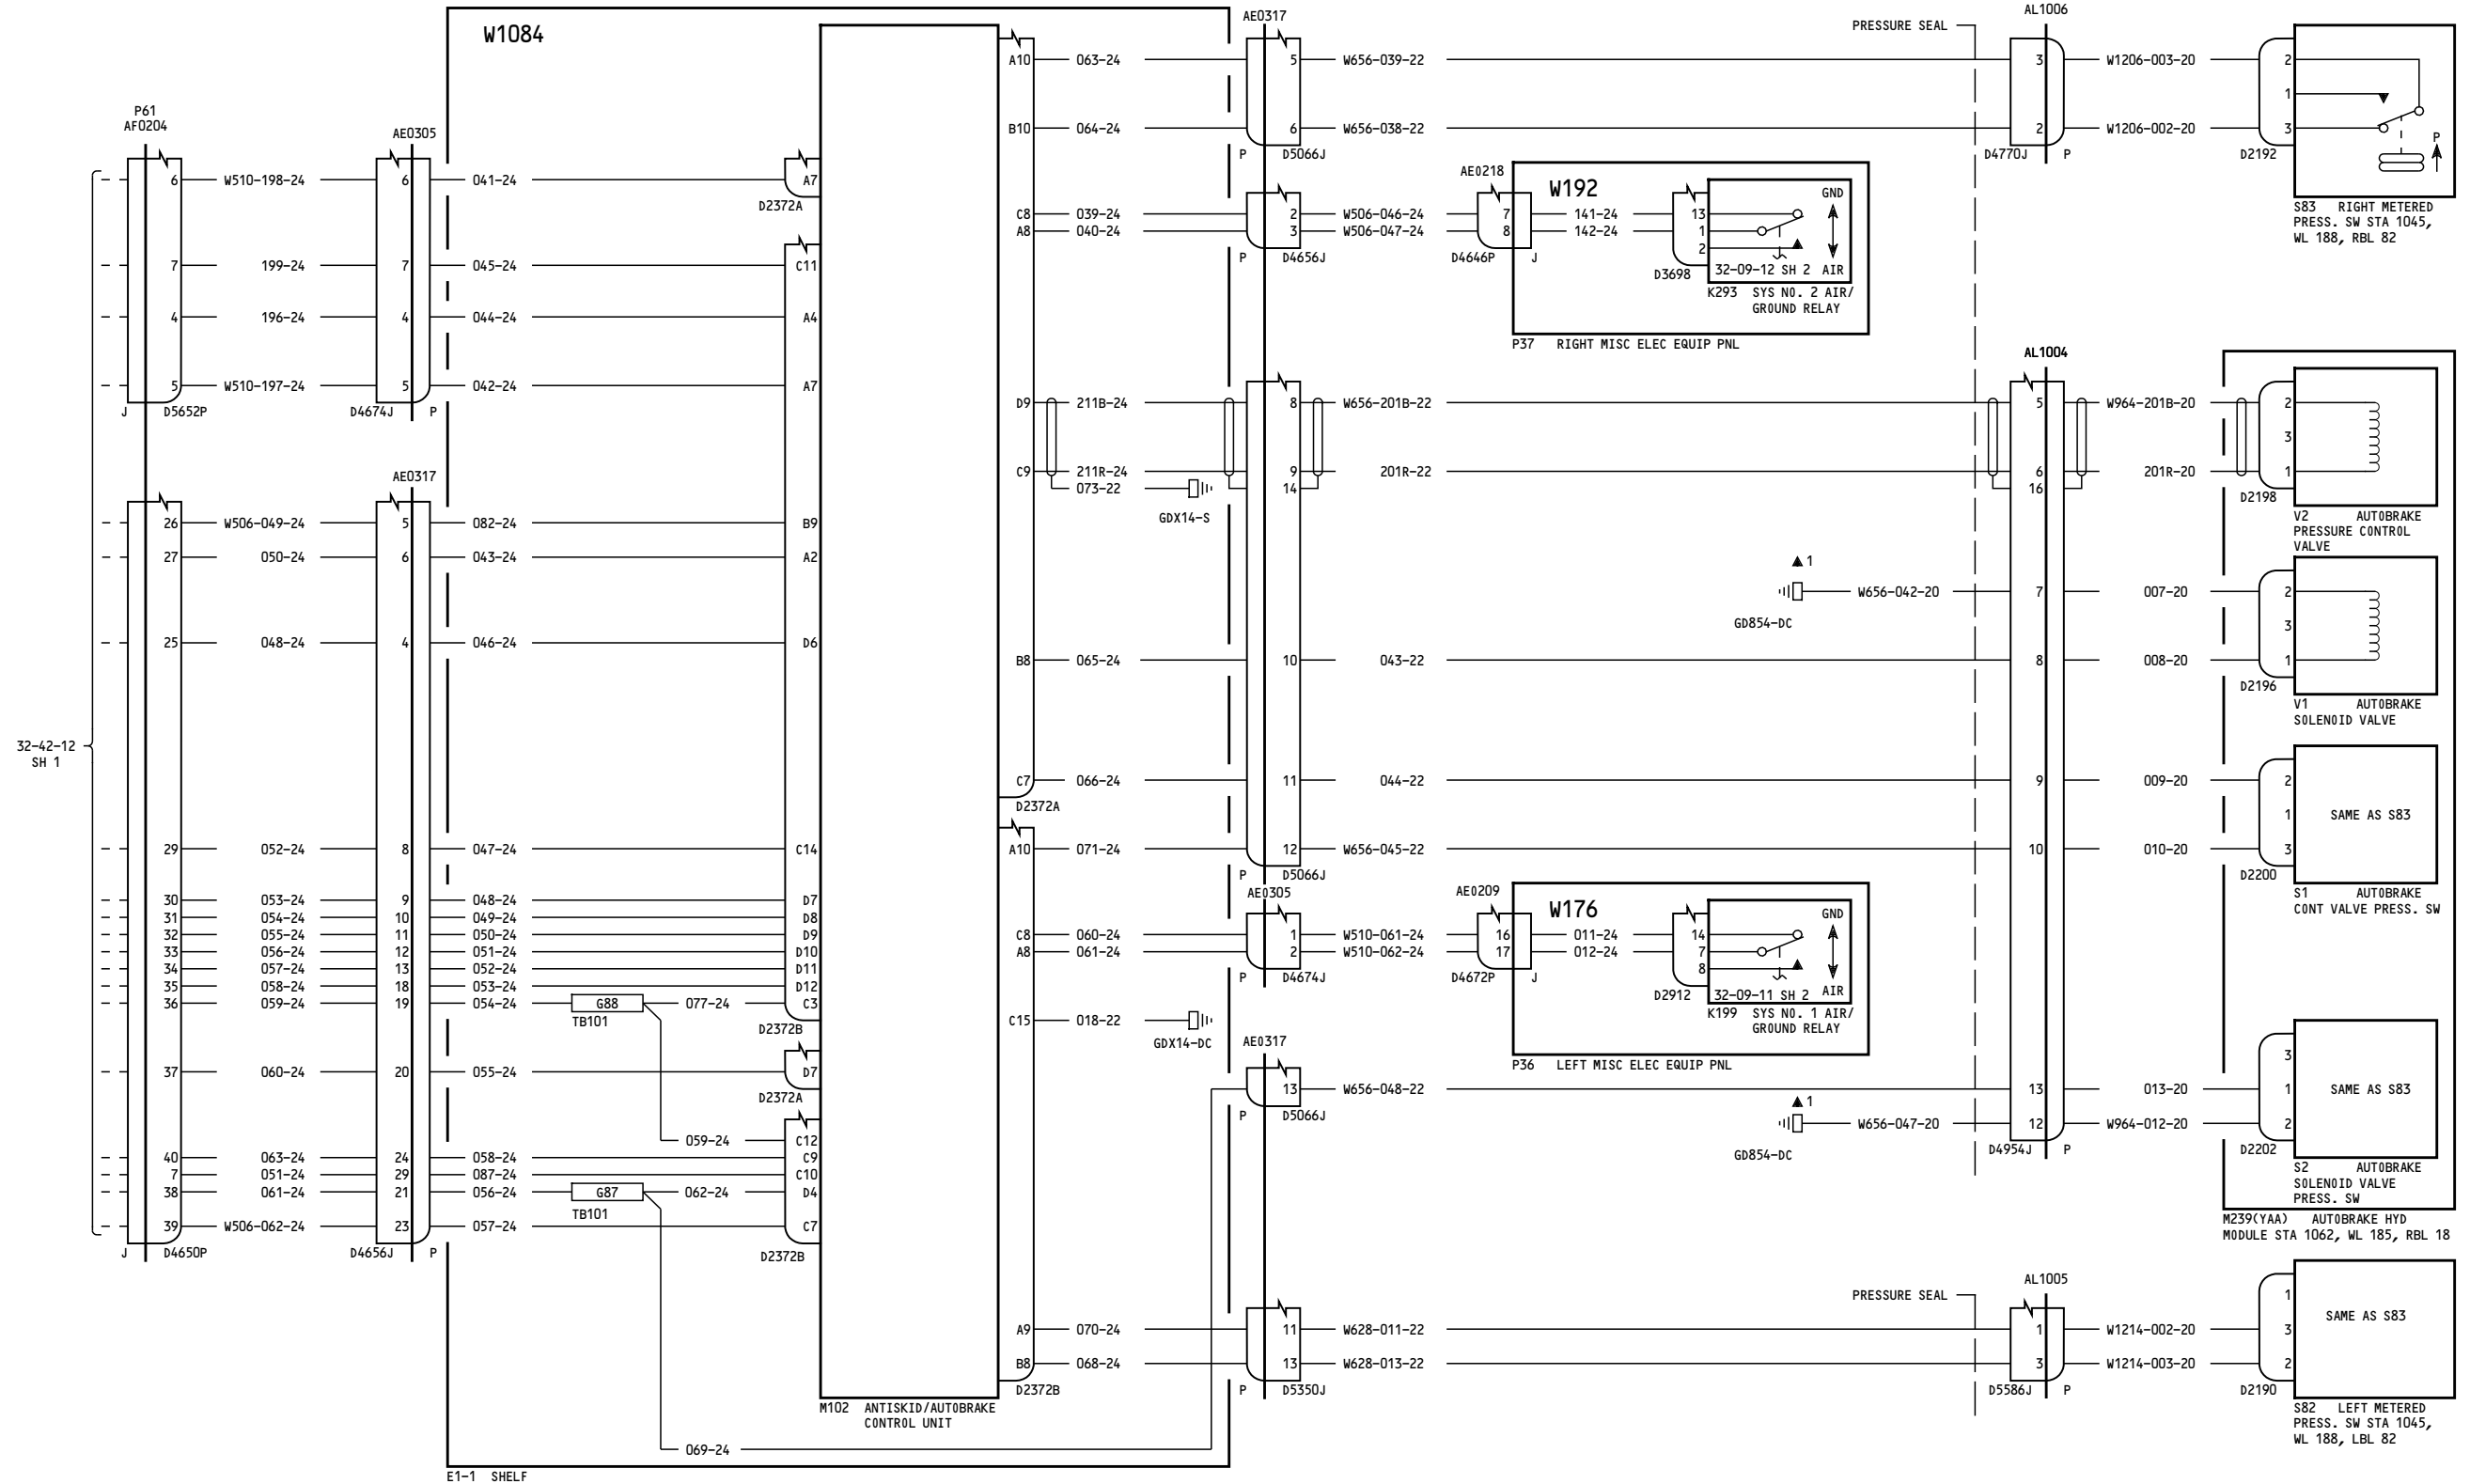 W1084
AE0317
PRESSURE SEAL
AL1006
A10 063-24 5 W656-039-22 3 W1206-003-20 2
1
P61
AF0204
AE0305
B10 064-24 6 W656-038-22 2 W1206-002-20 3
P
P D5066J D4770J P D2192
6 W510-198-24 6 041-24 A7
D2372A
AE0218
W192
GND
S83 RIGHT METERED
PRESS. SW STA 1045,
WL 188, RBL 82
C8 039-24 2 W506-046-24 7 141-24 13
A8 040-24 3 W506-047-24 8 142-24 1
2
P D4656J D4646P J D3698
32-09-12 SH 2 AIR
K293 SYS NO. 2 AIR/
GROUND RELAY
P37 RIGHT MISC ELEC EQUIP PNL
7 199-24 7 045-24 C11
4 196-24 4 044-24 A4
5 W510-197-24 5 042-24 A7
J D5652P D4674J P
AL1004
D9 211B-24 8 W656-201B-22 5 W964-201B-20 2
3
C9 211R-24 9 201R-22 6 201R-20 1
073-22 14 16
GDX14-S
D2198
V2 AUTOBRAKE
PRESSURE CONTROL
VALVE
AE0317
26 W506-049-24 5 082-24 B9
27 050-24 6 043-24 A2
1
W656-042-20 7 007-20 2
GD854-DC
3
25 048-24 4 046-24 D6
B8 065-24 10 043-22 8 008-20 1
D2196
V1 AUTOBRAKE
SOLENOID VALVE
32-42-12
SH 1
C7 066-24 11 044-22 9 009-20 2
D2372A
1 SAME AS S83
29 052-24 8 047-24 C14
A10 071-24 12 W656-045-22 10 010-20 3
P D5066J D2200
S1 AUTOBRAKE
CONT VALVE PRESS. SW
30 053-24 9 048-24 D7
31 054-24 10 049-24 D8
32 055-24 11 050-24 D9
33 056-24 12 051-24 D10
34 057-24 13 052-24 D11
35 058-24 18 053-24 D12
36 059-24 19 054-24 G88 077-24 C3
TB101
D2372B
AE0305
AE0209
W176
GND
C8 060-24 1 W510-061-24 16 011-24 14
A8 061-24 2 W510-062-24 17 012-24 7
8
P D4674J D4672P J D2912
32-09-11 SH 2 AIR
K199 SYS NO. 1 AIR/
GROUND RELAY
P36 LEFT MISC ELEC EQUIP PNL
C15 018-22
GDX14-DC
AE0317
37 060-24 20 055-24 D7
D2372A
3
13 W656-048-22 13 013-20 1 SAME AS S83
P D5066J
1
W656-047-20 12 W964-012-20 2
GD854-DC
D4954J P D2202
S2 AUTOBRAKE
SOLENOID VALVE
PRESS. SW
059-24 C12
40 063-24 24 058-24 C9
7 051-24 29 087-24 C10
38 061-24 21 056-24 G87 062-24 D4
TB101
39 W506-062-24 23 057-24 C7
J D4650P D4656J P D2372B
M239(YAA) AUTOBRAKE HYD
MODULE STA 1062, WL 185, RBL 18
PRESSURE SEAL
AL1005
1
SAME AS S83
A9 070-24 11 W628-011-22 1 W1214-002-20 3
B8 068-24 13 W628-013-22 3 W1214-003-20 2
D2372B P D5350J D5586J P D2190
M102 ANTISKID/AUTOBRAKE
CONTROL UNIT
S82 LEFT METERED
PRESS. SW STA 1045,
WL 188, LBL 82
069-24
E1-1 SHELF